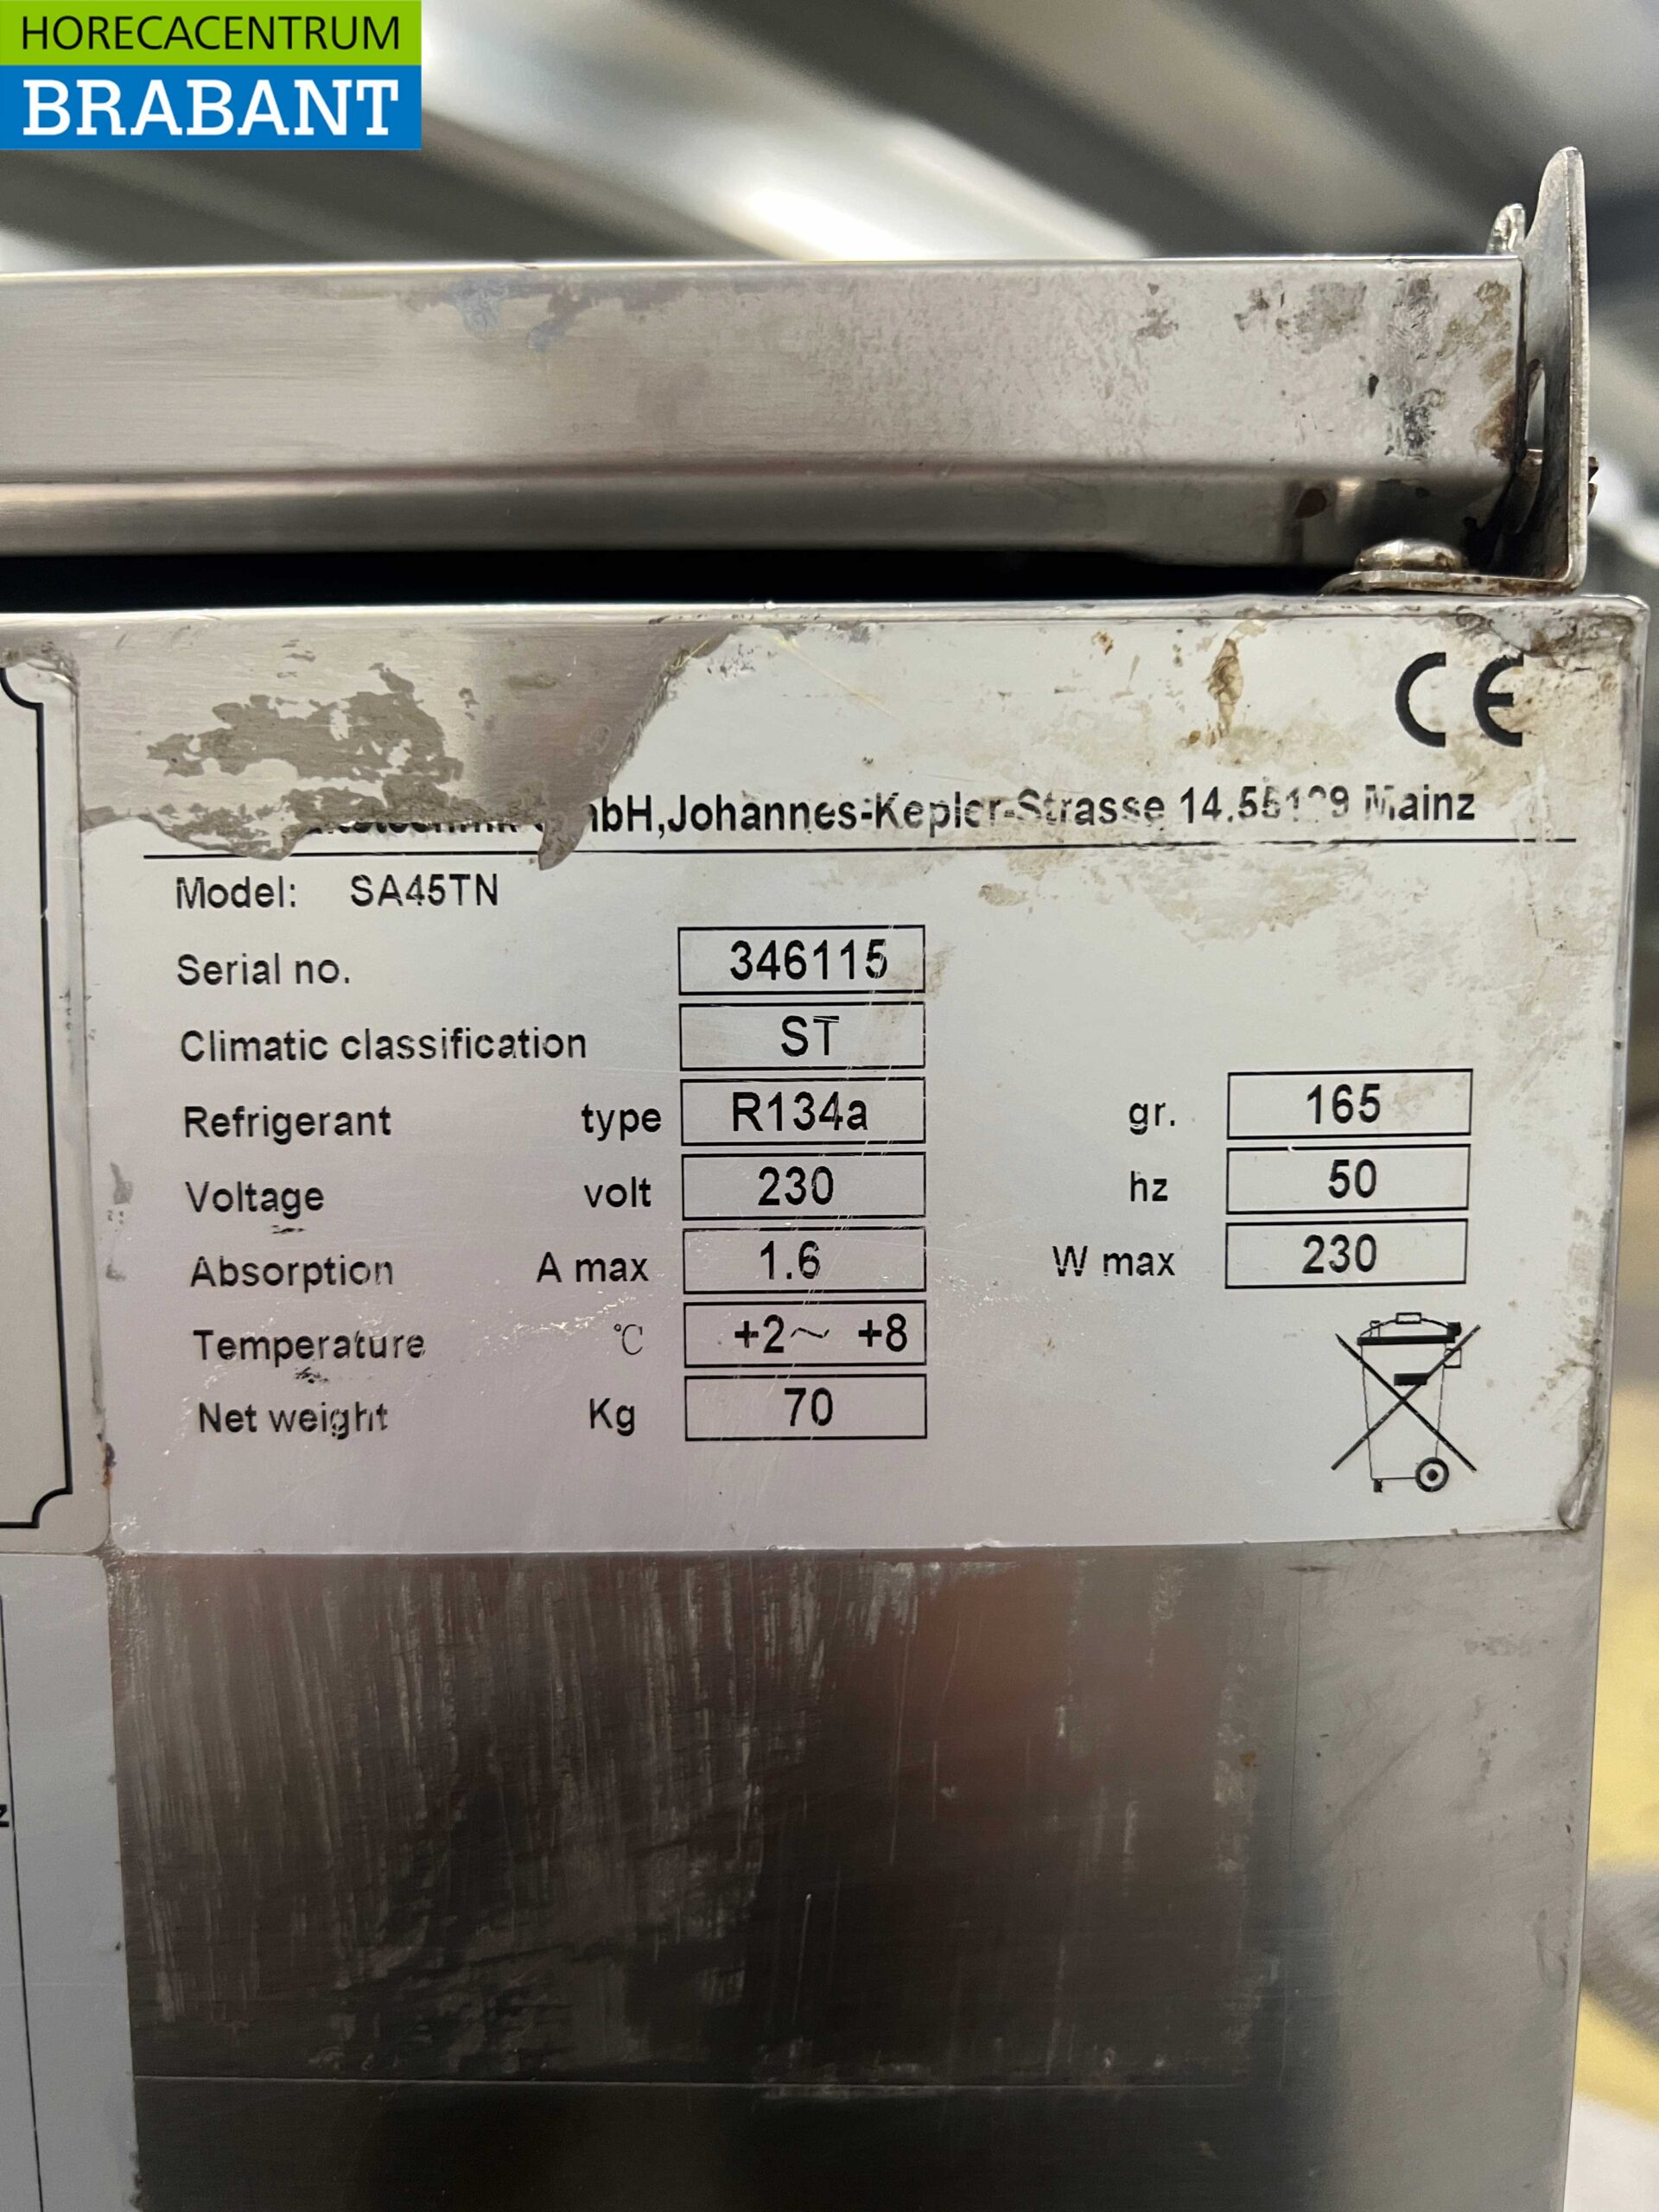 HORECACENTRUM
BRABANT
CE
GmbH,Johannes-Kepler-Strasse 14.55129 Mainz
Model: SA45TN
Serial no. 346115
Climatic classification ST
Refrigerant type R134a gr. 165
Voltage volt 230 hz 50
Absorption A max 1.6 W max 230
Temperature °C +2~ +8
Net weight Kg 70